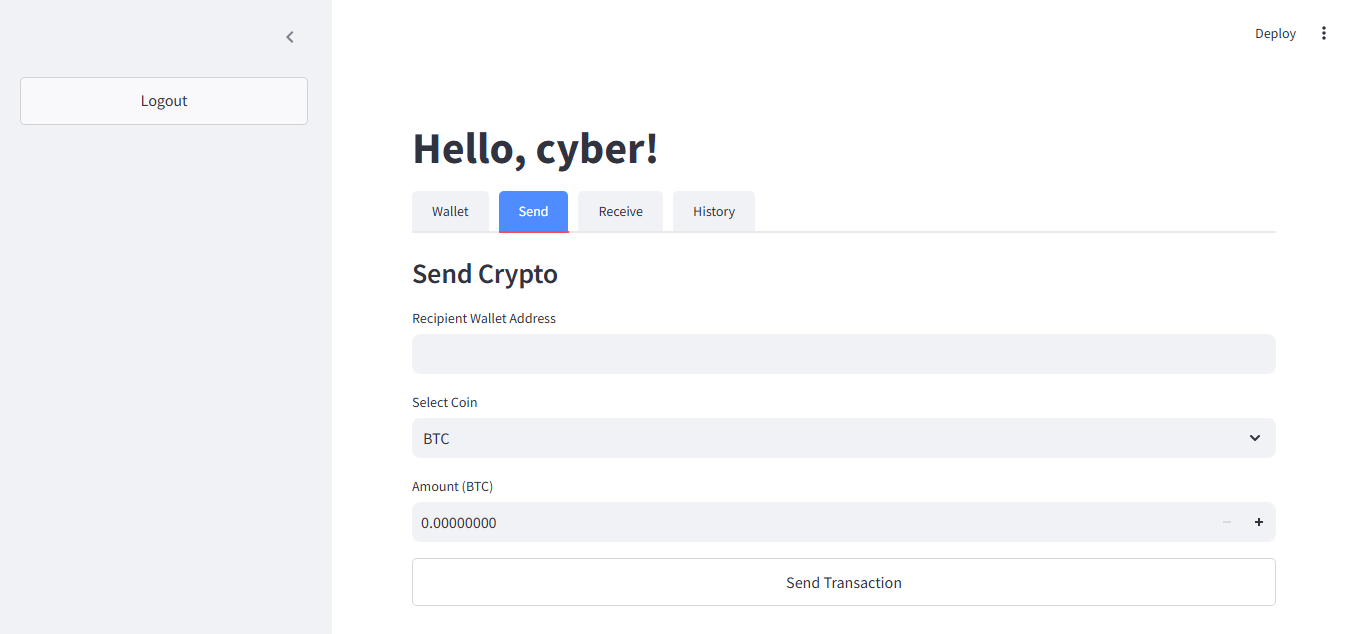 Deploy
Logout
Hello, cyber!
Wallet Send Receive History
Send Crypto
Recipient Wallet Address
Select Coin
BTC
Amount (BTC)
0.00000000
Send Transaction